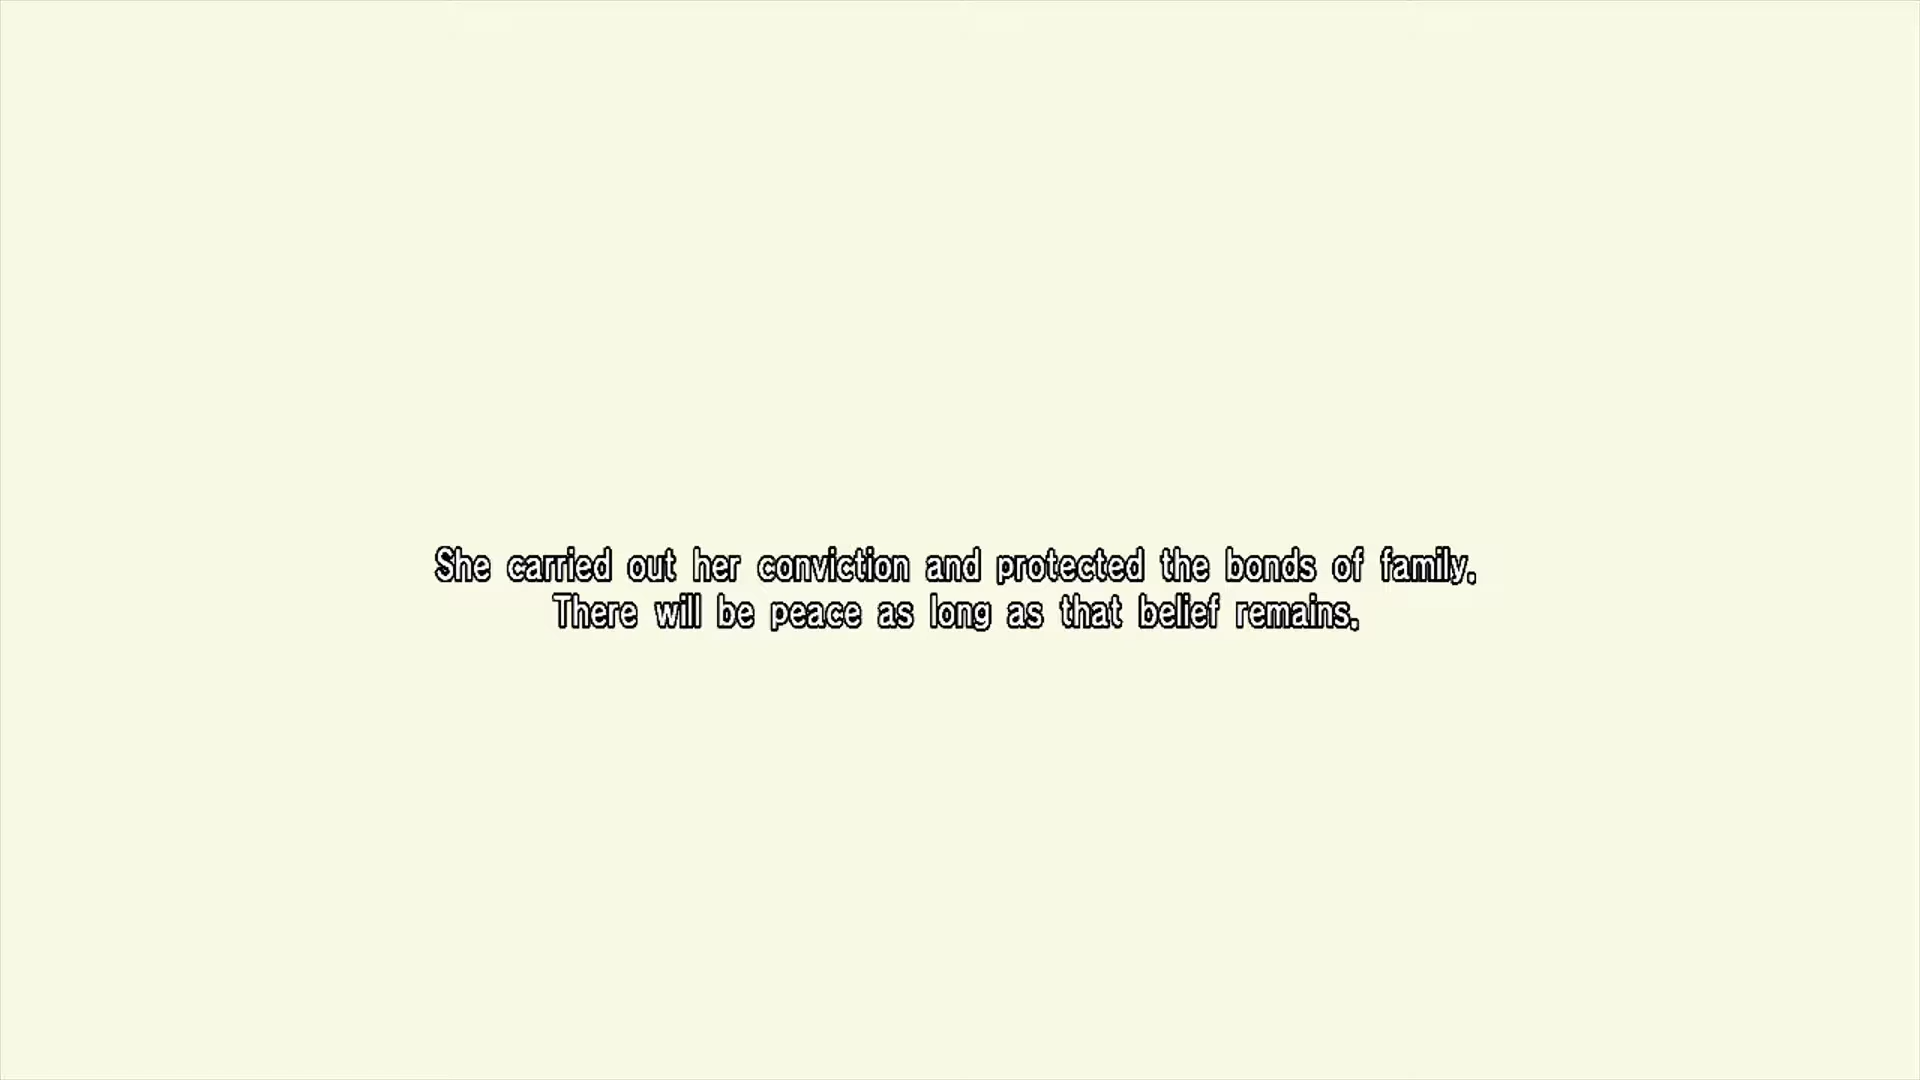 She carried out her conviction and protected the bonds of family.
There will be peace as long as that belief remains.